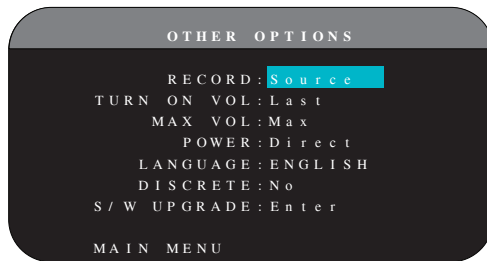 OTHER OPTIONS
RECORD:Source
TURN ON VOL:Last
MAX VOL:Max
POWER:Direct
LANGUAGE:ENGLISH
DISCRETE:No
S/W UPGRADE:Enter
MAIN MENU